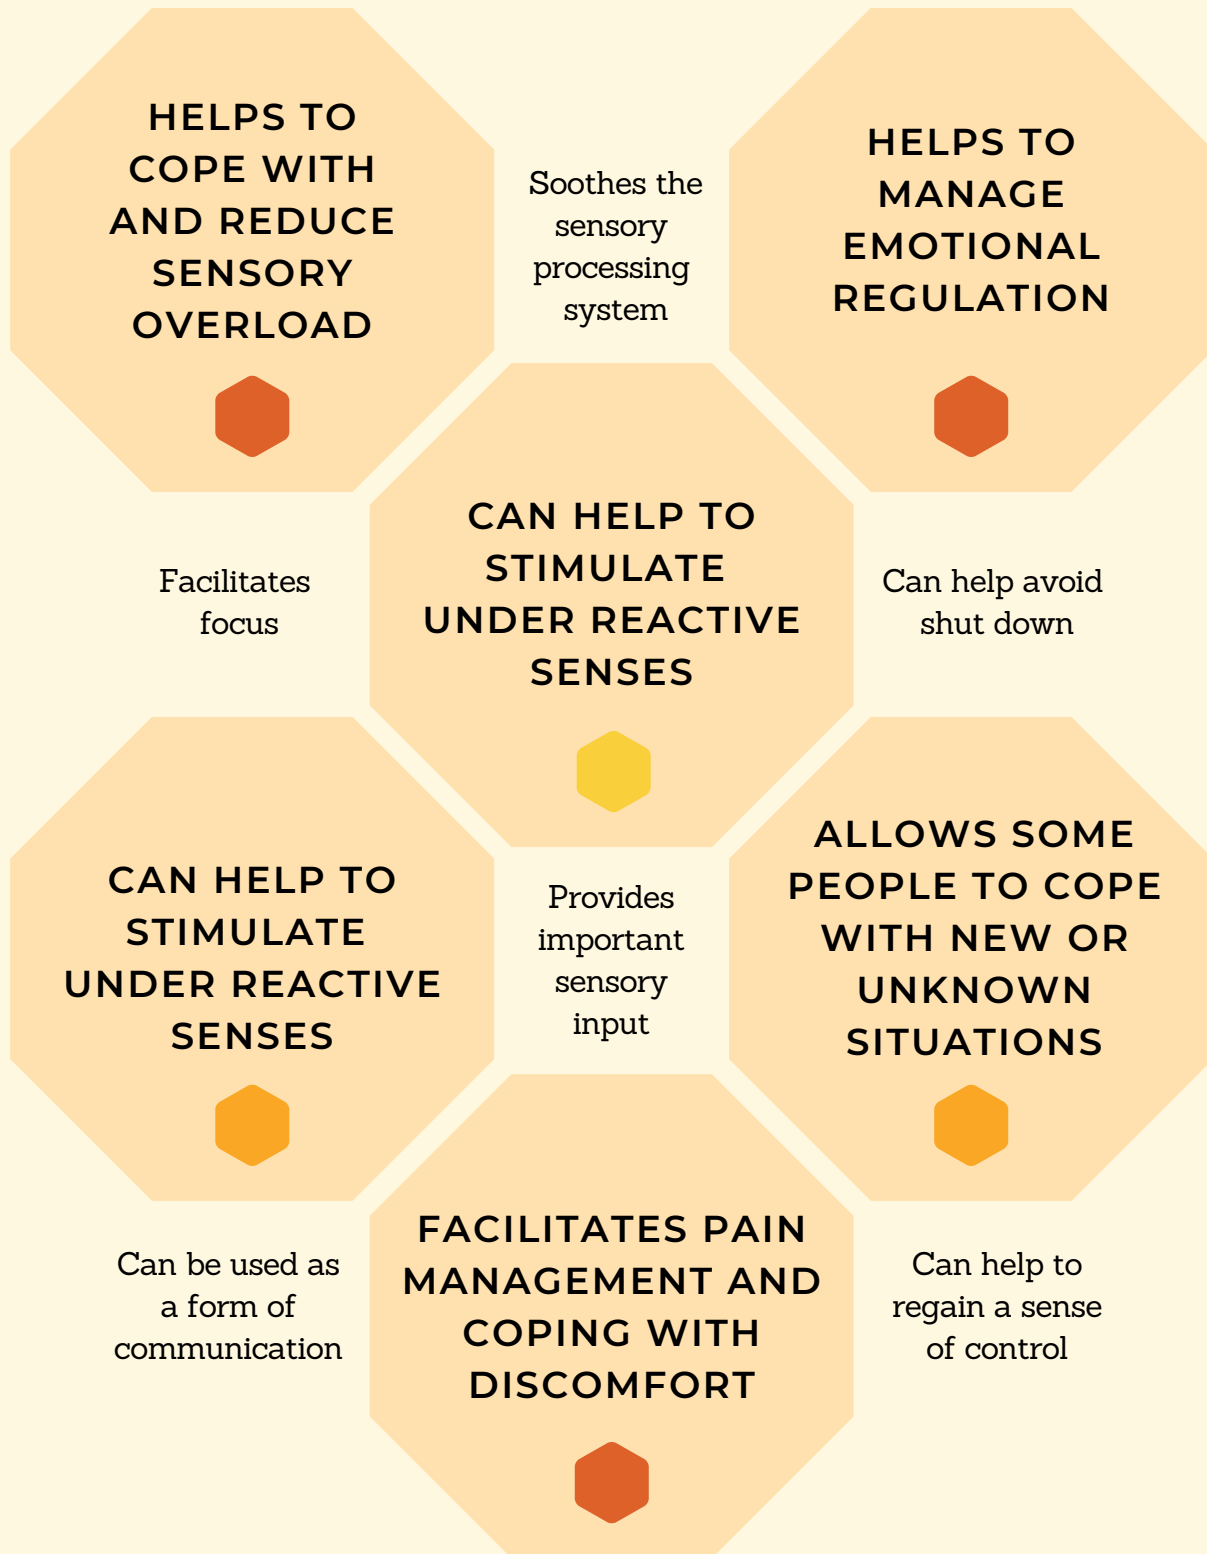 HELPS TO
COPE WITH
AND REDUCE
SENSORY
OVERLOAD
Soothes the
sensory
processing
system
HELPS TO
MANAGE
EMOTIONAL
REGULATION
Facilitates
focus
CAN HELP TO
STIMULATE
UNDER REACTIVE
SENSES
Can help avoid
shut down
CAN HELP TO
STIMULATE
UNDER REACTIVE
SENSES
Provides
important
sensory
input
ALLOWS SOME
PEOPLE TO COPE
WITH NEW OR
UNKNOWN
SITUATIONS
Can be used as
a form of
communication
FACILITATES PAIN
MANAGEMENT AND
COPING WITH
DISCOMFORT
Can help to
regain a sense
of control